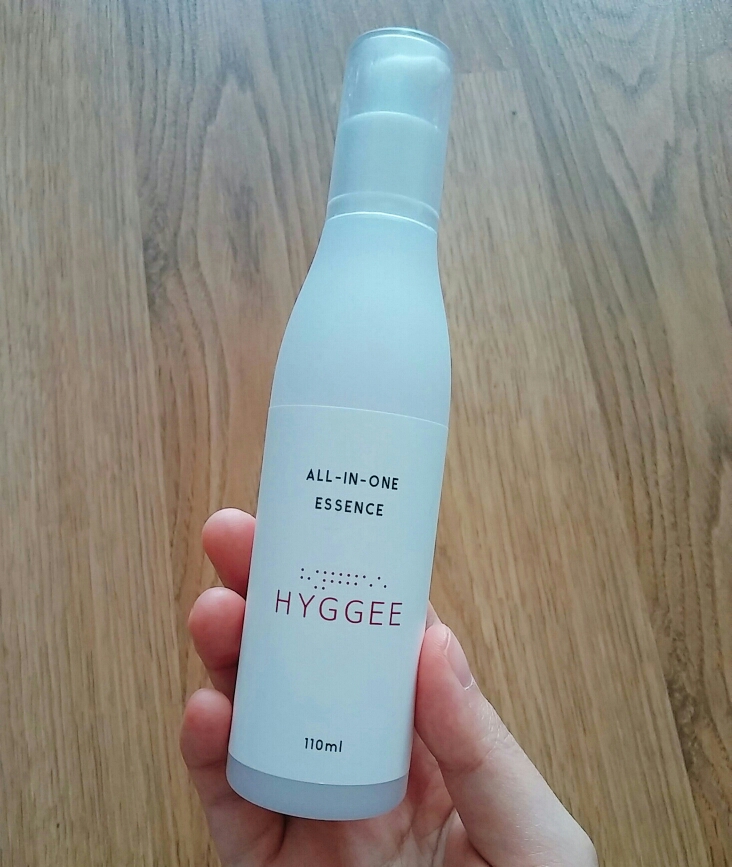 ALL-IN-ONE
ESSENCE
HYGGEE
110ml